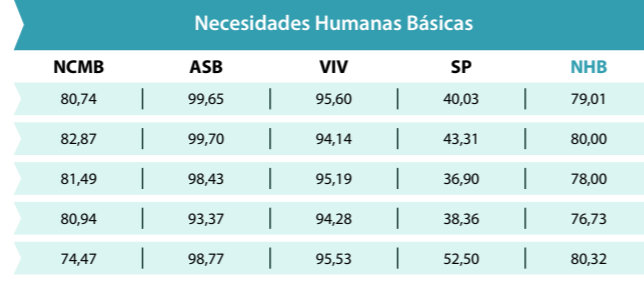 Necesidades Humanas Básicas
NCMB ASB VIV SP NHB
80,74 99,65 95,60 40,03 79,01
82,87 99,70 94,14 43,31 80,00
81,49 98,43 95,19 36,90 78,00
80,94 93,37 94,28 38,36 76,73
74,47 98,77 95,53 52,50 80,32